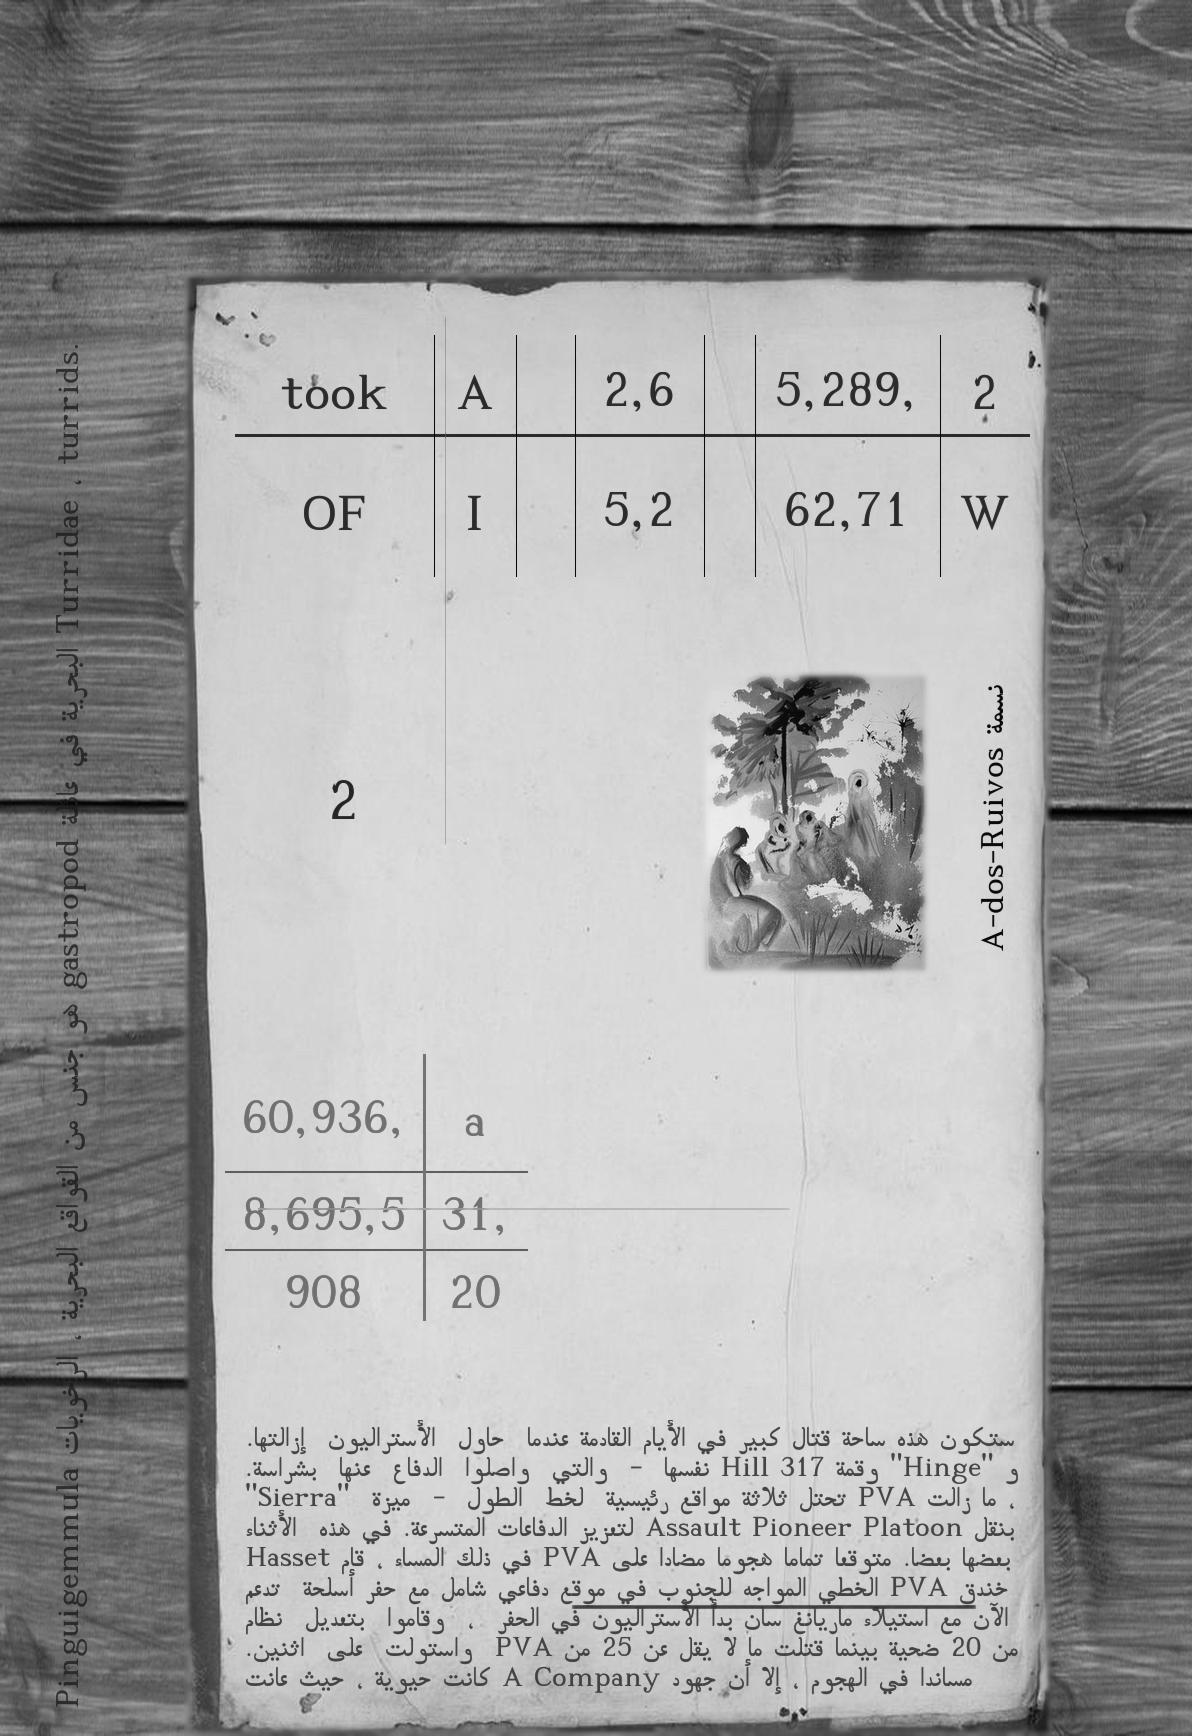 took A 2,6 5,289, 2
OF I 5,2 62,71 W
2
A-dos-Ruivos نسمة
60,936, a
8,695,5 31,
908 20
ستكون هذه ساحة قتال كبير في الأيام القادمة عندما حاول الأستراليون إزالتها.
و "Hinge" وقمة Hill 317 نفسها - والتي واصلوا الدفاع عنها بشراسة.
، ما زالت PVA تحتل ثلاثة مواقع رئيسية لخط الطول - ميزة "Sierra"
بنقل Assault Pioneer Platoon لتعزيز الدفاعات المتسرعة. في هذه الأثناء
بعضها بعضا. متوقعا تماما هجوما مضادا على PVA في ذلك المساء ، قام Hasset
خندق PVA الخطي المواجه للجنوب في موقع دفاعي شامل مع حفر أسلحة تدعم
الآن مع استيلاء ماريانغ سان بدأ الأستراليون في الحفر ، وقاموا بتعديل نظام
من 20 ضحية بينما قتلت ما لا يقل عن 25 من PVA واستولت على اثنين.
مساندا في الهجوم ، إلا أن جهود A Company كانت حيوية ، حيث عانت
Pinguigemmula هو جنس من القواقع البحرية ، الرخويات gastropod البحرية في عائلة Turridae ، turrids.